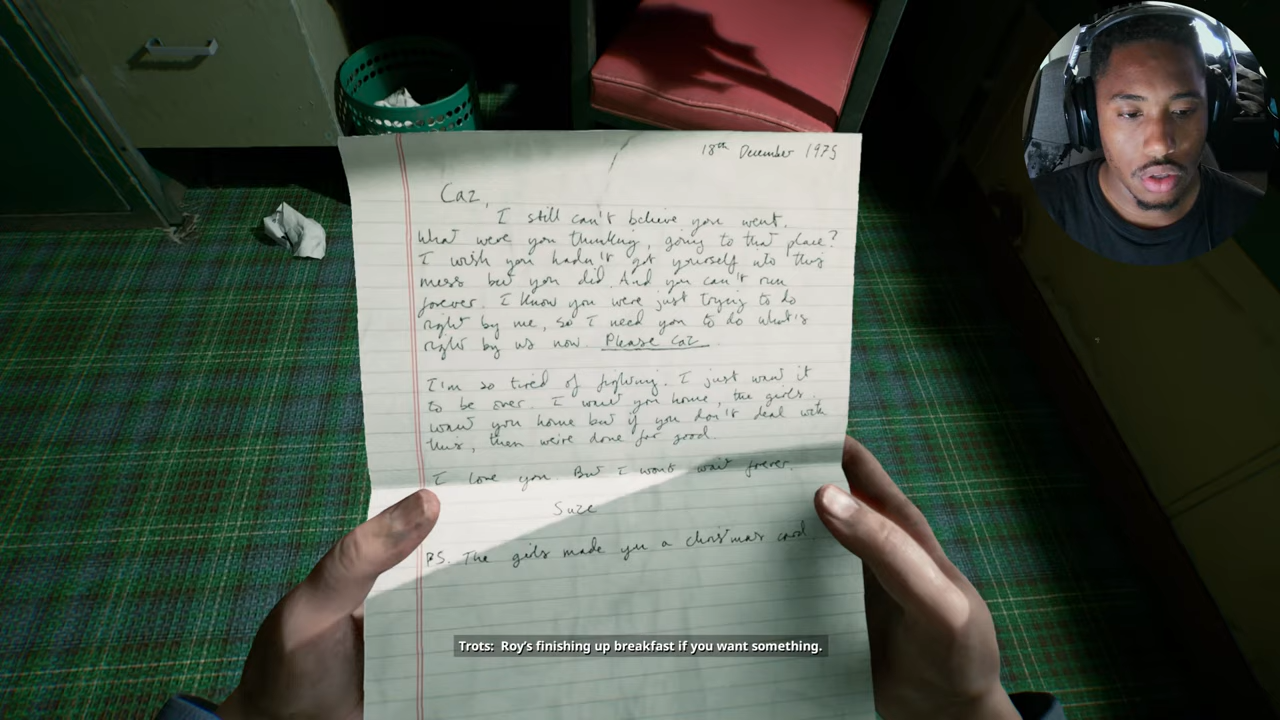 18th December 1975
Caz,
I still can't believe you went.
What were you thinking, going to that place?
I wish you hadn't got yourself into this
mess but you did. And you can't run
forever. I know you were just trying to do
right by me, so I need you to do what's
right by us now. Please Caz
I'm so tired of fighting. I just want it
to be over. I want you home, the girls
want you home but if you don't deal with
this, then we're done for good.
I love you. But I won't wait forever.
Suze
P.S. The girls made you a christmas card.
Trots: Roy's finishing up breakfast if you want something.